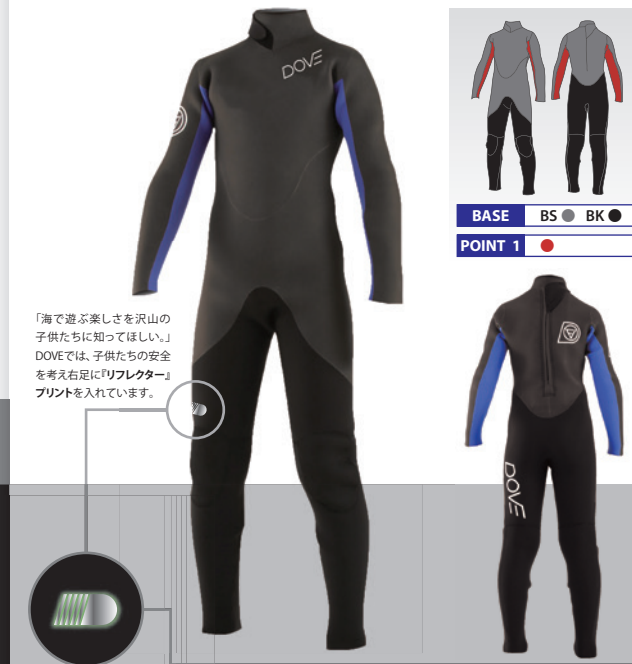 DOVE
BASE BS BK
POINT 1
「海で遊ぶ楽しさを沢山の
子供たちに知ってほしい。」
DOVEでは、子供たちの安全
を考え右足に『リフレクター』
プリントを入れています。
DOVE